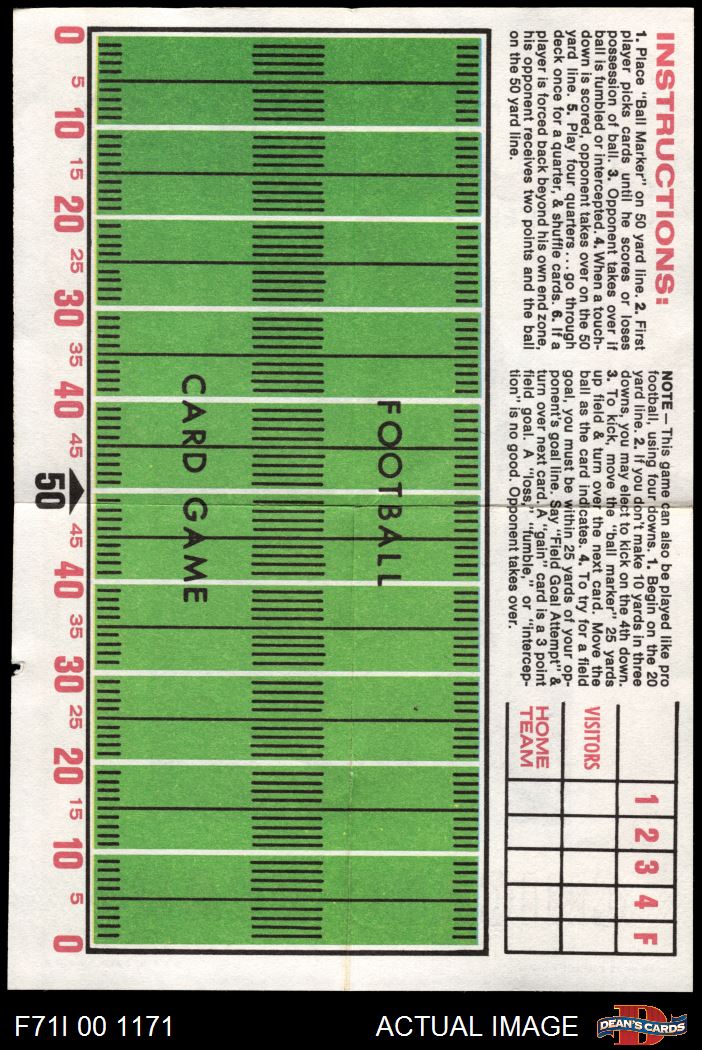 INSTRUCTIONS:
1. Place "Ball Marker" on 50 yard line. 2. First
player picks cards until he scores or loses
possession of ball. 3. Opponent takes over if
ball is fumbled or intercepted. 4. When a touch-
down is scored, opponent takes over on the 50
yard line. 5. Play four quarters . . . go through
deck once for a quarter, & shuffle cards. 6. If a
player is forced back beyond his own end zone,
his opponent receives two points and the ball
on the 50 yard line.
NOTE — This game can also be played like pro
football, using four downs. 1. Begin on the 20
yard line. 2. If you don't make 10 yards in three
downs, you may elect to kick on the 4th down.
3. To kick, move the "ball marker" 25 yards
up field & turn over the next card. Move the
ball as the card indicates. 4. To try for a field
goal, you must be within 25 yards of your op-
ponent's goal line. Say "Field Goal Attempt" &
turn over next card. A "gain" card is a 3 point
field goal. A "loss," "fumble," or "intercep-
tion" is no good. Opponent takes over.
1 2 3 4 F
VISITORS
HOME
TEAM
FOOTBALL
CARD GAME
0 5 10 15 20 25 30 35 40 45 50 45 40 35 30 25 20 15 10 5 0
F71I 00 1171
ACTUAL IMAGE
D
DEAN'S CARDS